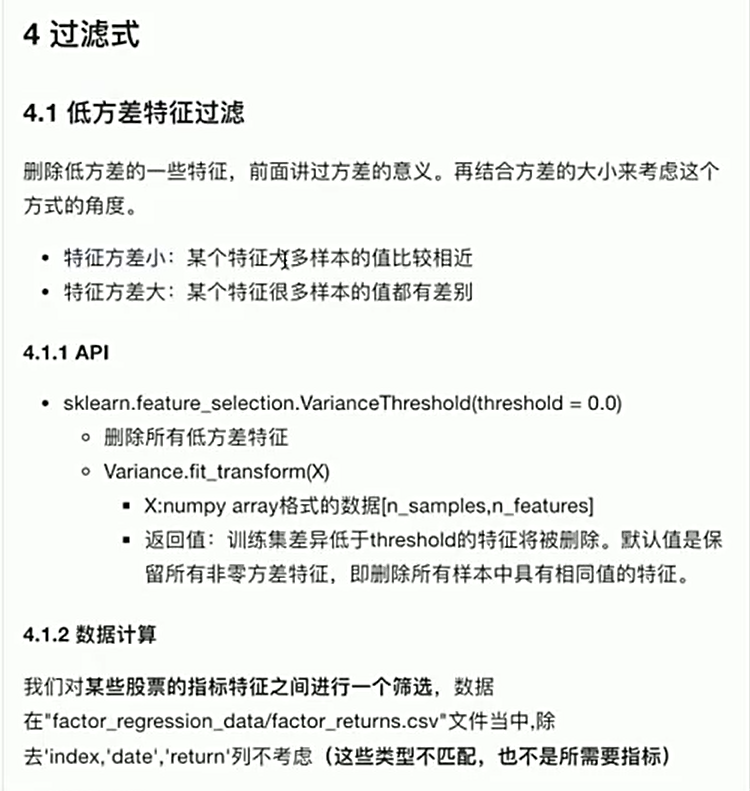 4 过滤式
4.1 低方差特征过滤
删除低方差的一些特征，前面讲过方差的意义。再结合方差的大小来考虑这个
方式的角度。
• 特征方差小：某个特征大多样本的值比较相近
• 特征方差大：某个特征很多样本的值都有差别
4.1.1 API
• sklearn.feature_selection.VarianceThreshold(threshold = 0.0)
◦ 删除所有低方差特征
◦ Variance.fit_transform(X)
▪ X:numpy array格式的数据[n_samples,n_features]
▪ 返回值：训练集差异低于threshold的特征将被删除。默认值是保
留所有非零方差特征，即删除所有样本中具有相同值的特征。
4.1.2 数据计算
我们对某些股票的指标特征之间进行一个筛选，数据
在"factor_regression_data/factor_returns.csv"文件当中,除
去'index,'date','return'列不考虑（这些类型不匹配，也不是所需要指标）